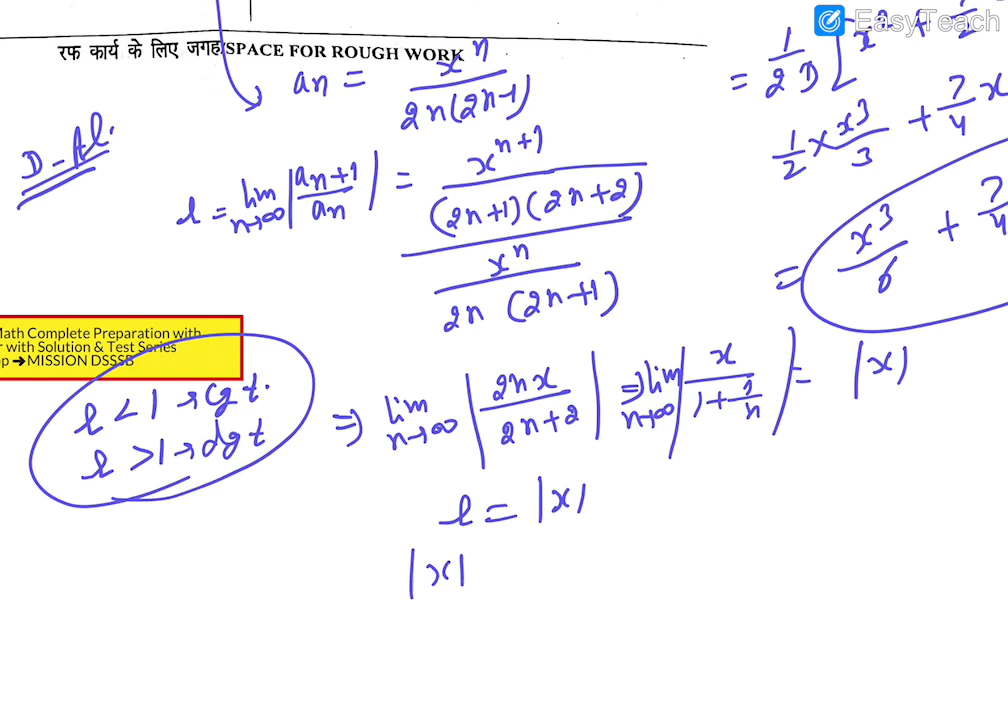 EasyTeach
रफ कार्य के लिए जगह/SPACE FOR ROUGH WORK
an = x^n / 2n(2n-1)
D-Al.
l = lim n→∞ |an+1 / an| = x^n+1 / (2n+1)(2n+2) / x^n / 2n (2n+1)
= 1/2D [x^2 + 1/2
1/2 × x^3/3 + 7/4 x
= x^3/6 + 7/4
Math Complete Preparation with
r with Solution & Test Series
p ➔MISSION DSSSB
l < 1 → cgt.
l > 1 → dgt
⇒ lim n→∞ |2nx / 2n+2| ⇒ lim n→∞ |x / 1+1/n| = |x|
l = |x|
|x|